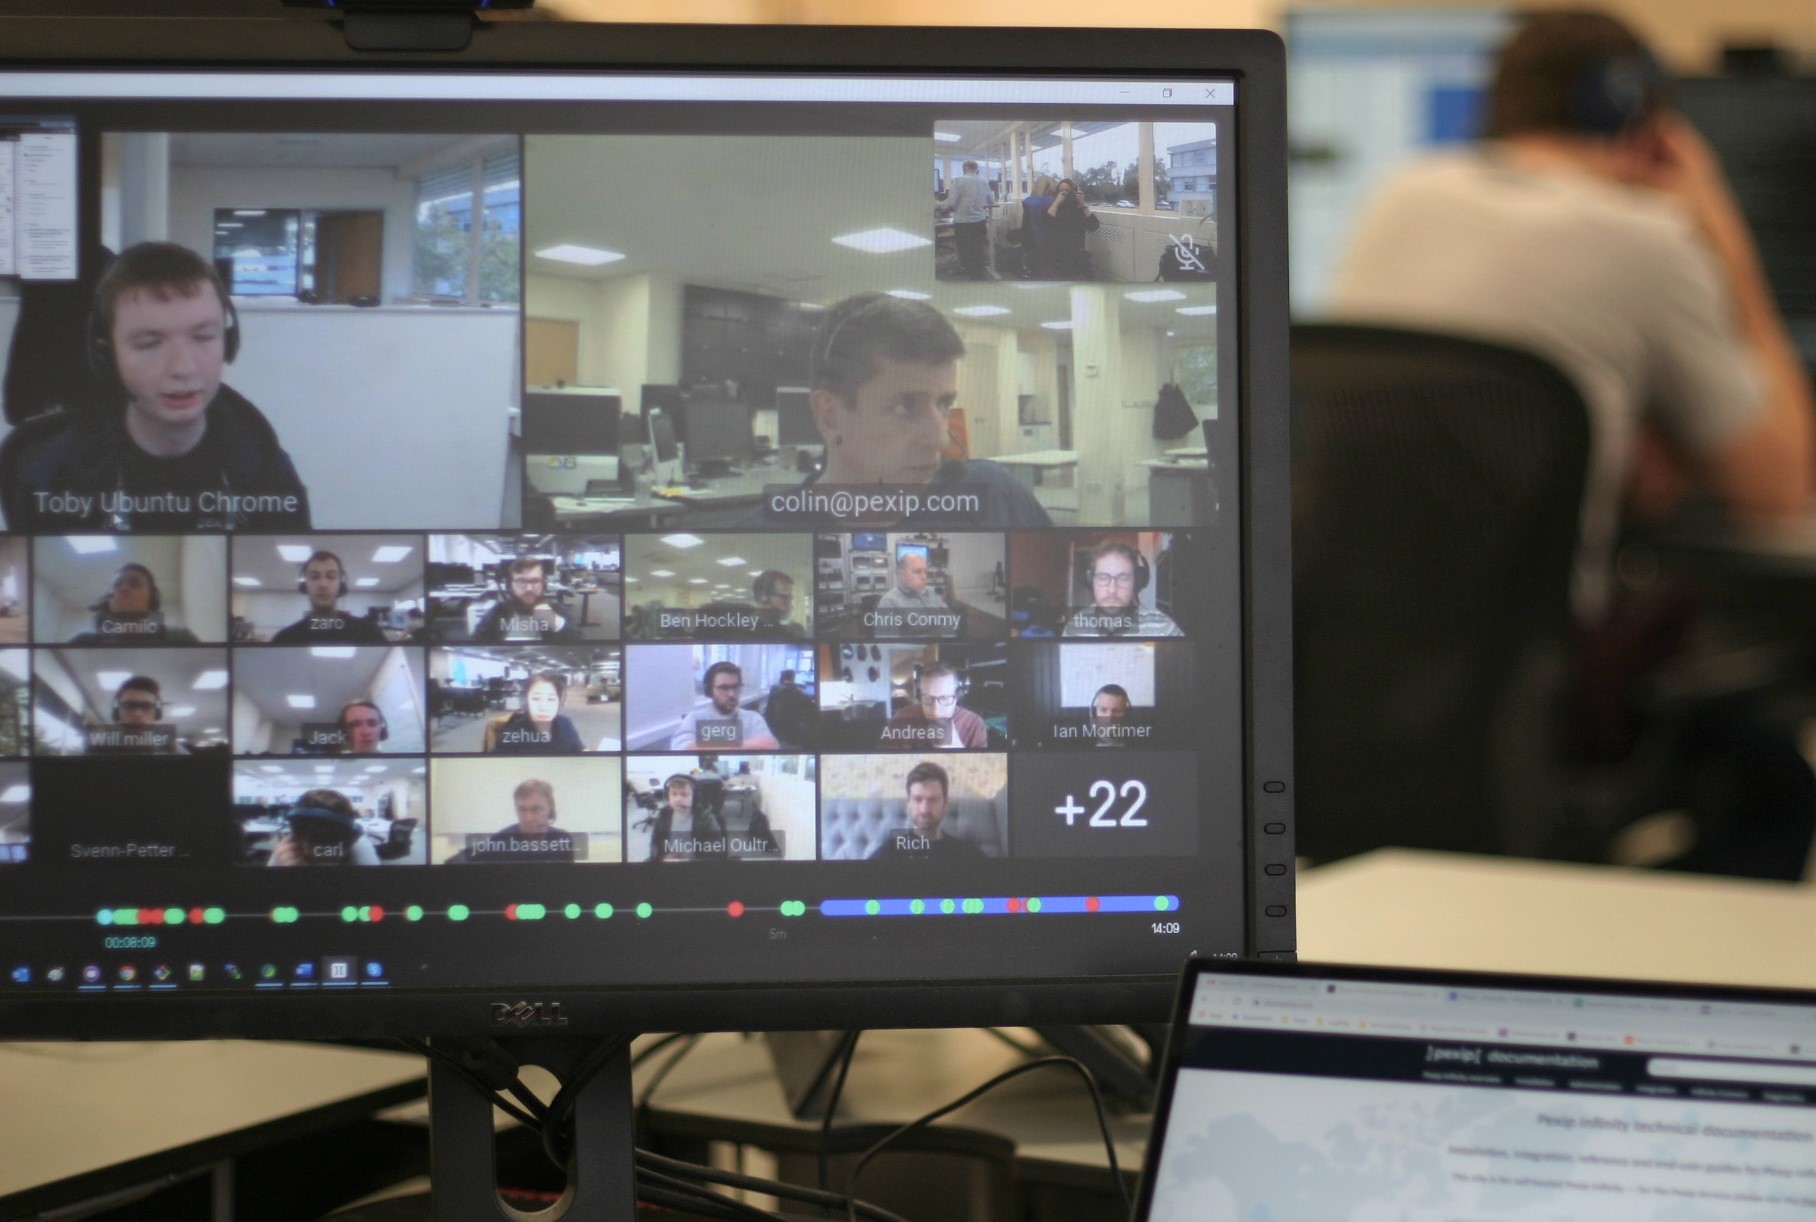 Toby Ubuntu Chrome
colin@pexip.com
Camilo
zaro
Misha
Ben Hockley ...
Chris Conmy
thomas
Will.miller
Jack
zehua
gerg
Andreas
Ian Mortimer
Svenn-Petter ...
carl
john.bassett...
Michael Oultr...
Rich
+22
00:08:09
5m
14:09
DELL
]pexip[ documentation
Pexip Infinity technical documentation